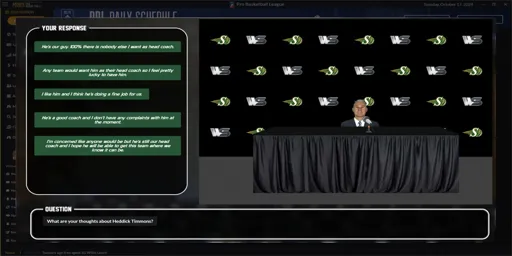 YOUR RESPONSE
He's our guy. 100% there is nobody else I want as head coach.
Any team would want him as their head coach so I feel pretty
lucky to have him.
I like him and I think he's doing a fine job for us.
He's a good coach and I don't have any complaints with him at
the moment.
I'm concerned like anyone would be but he's still our head
coach and I hope he will be able to get this team where we
know it can be.
QUESTION
What are your thoughts about Heddick Timmons?